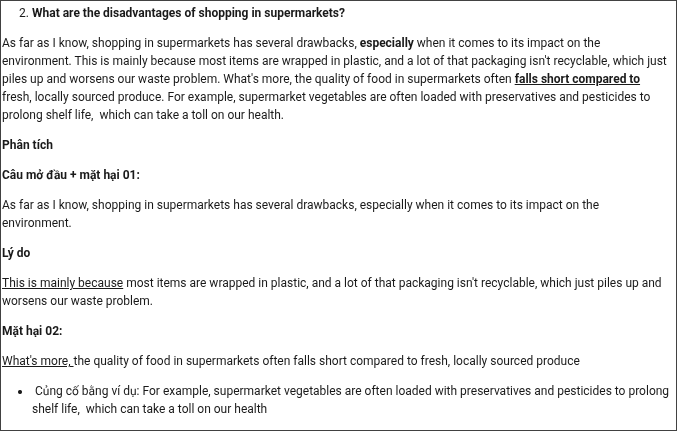 2. What are the disadvantages of shopping in supermarkets?
As far as I know, shopping in supermarkets has several drawbacks, especially when it comes to its impact on the
environment. This is mainly because most items are wrapped in plastic, and a lot of that packaging isn't recyclable, which just
piles up and worsens our waste problem. What's more, the quality of food in supermarkets often falls short compared to
fresh, locally sourced produce. For example, supermarket vegetables are often loaded with preservatives and pesticides to
prolong shelf life,  which can take a toll on our health.
Phân tích
Câu mở đầu + mặt hại 01:
As far as I know, shopping in supermarkets has several drawbacks, especially when it comes to its impact on the
environment.
Lý do
This is mainly because most items are wrapped in plastic, and a lot of that packaging isn't recyclable, which just piles up and
worsens our waste problem.
Mặt hại 02:
What's more, the quality of food in supermarkets often falls short compared to fresh, locally sourced produce
• Củng cố bằng ví dụ: For example, supermarket vegetables are often loaded with preservatives and pesticides to prolong
shelf life,  which can take a toll on our health